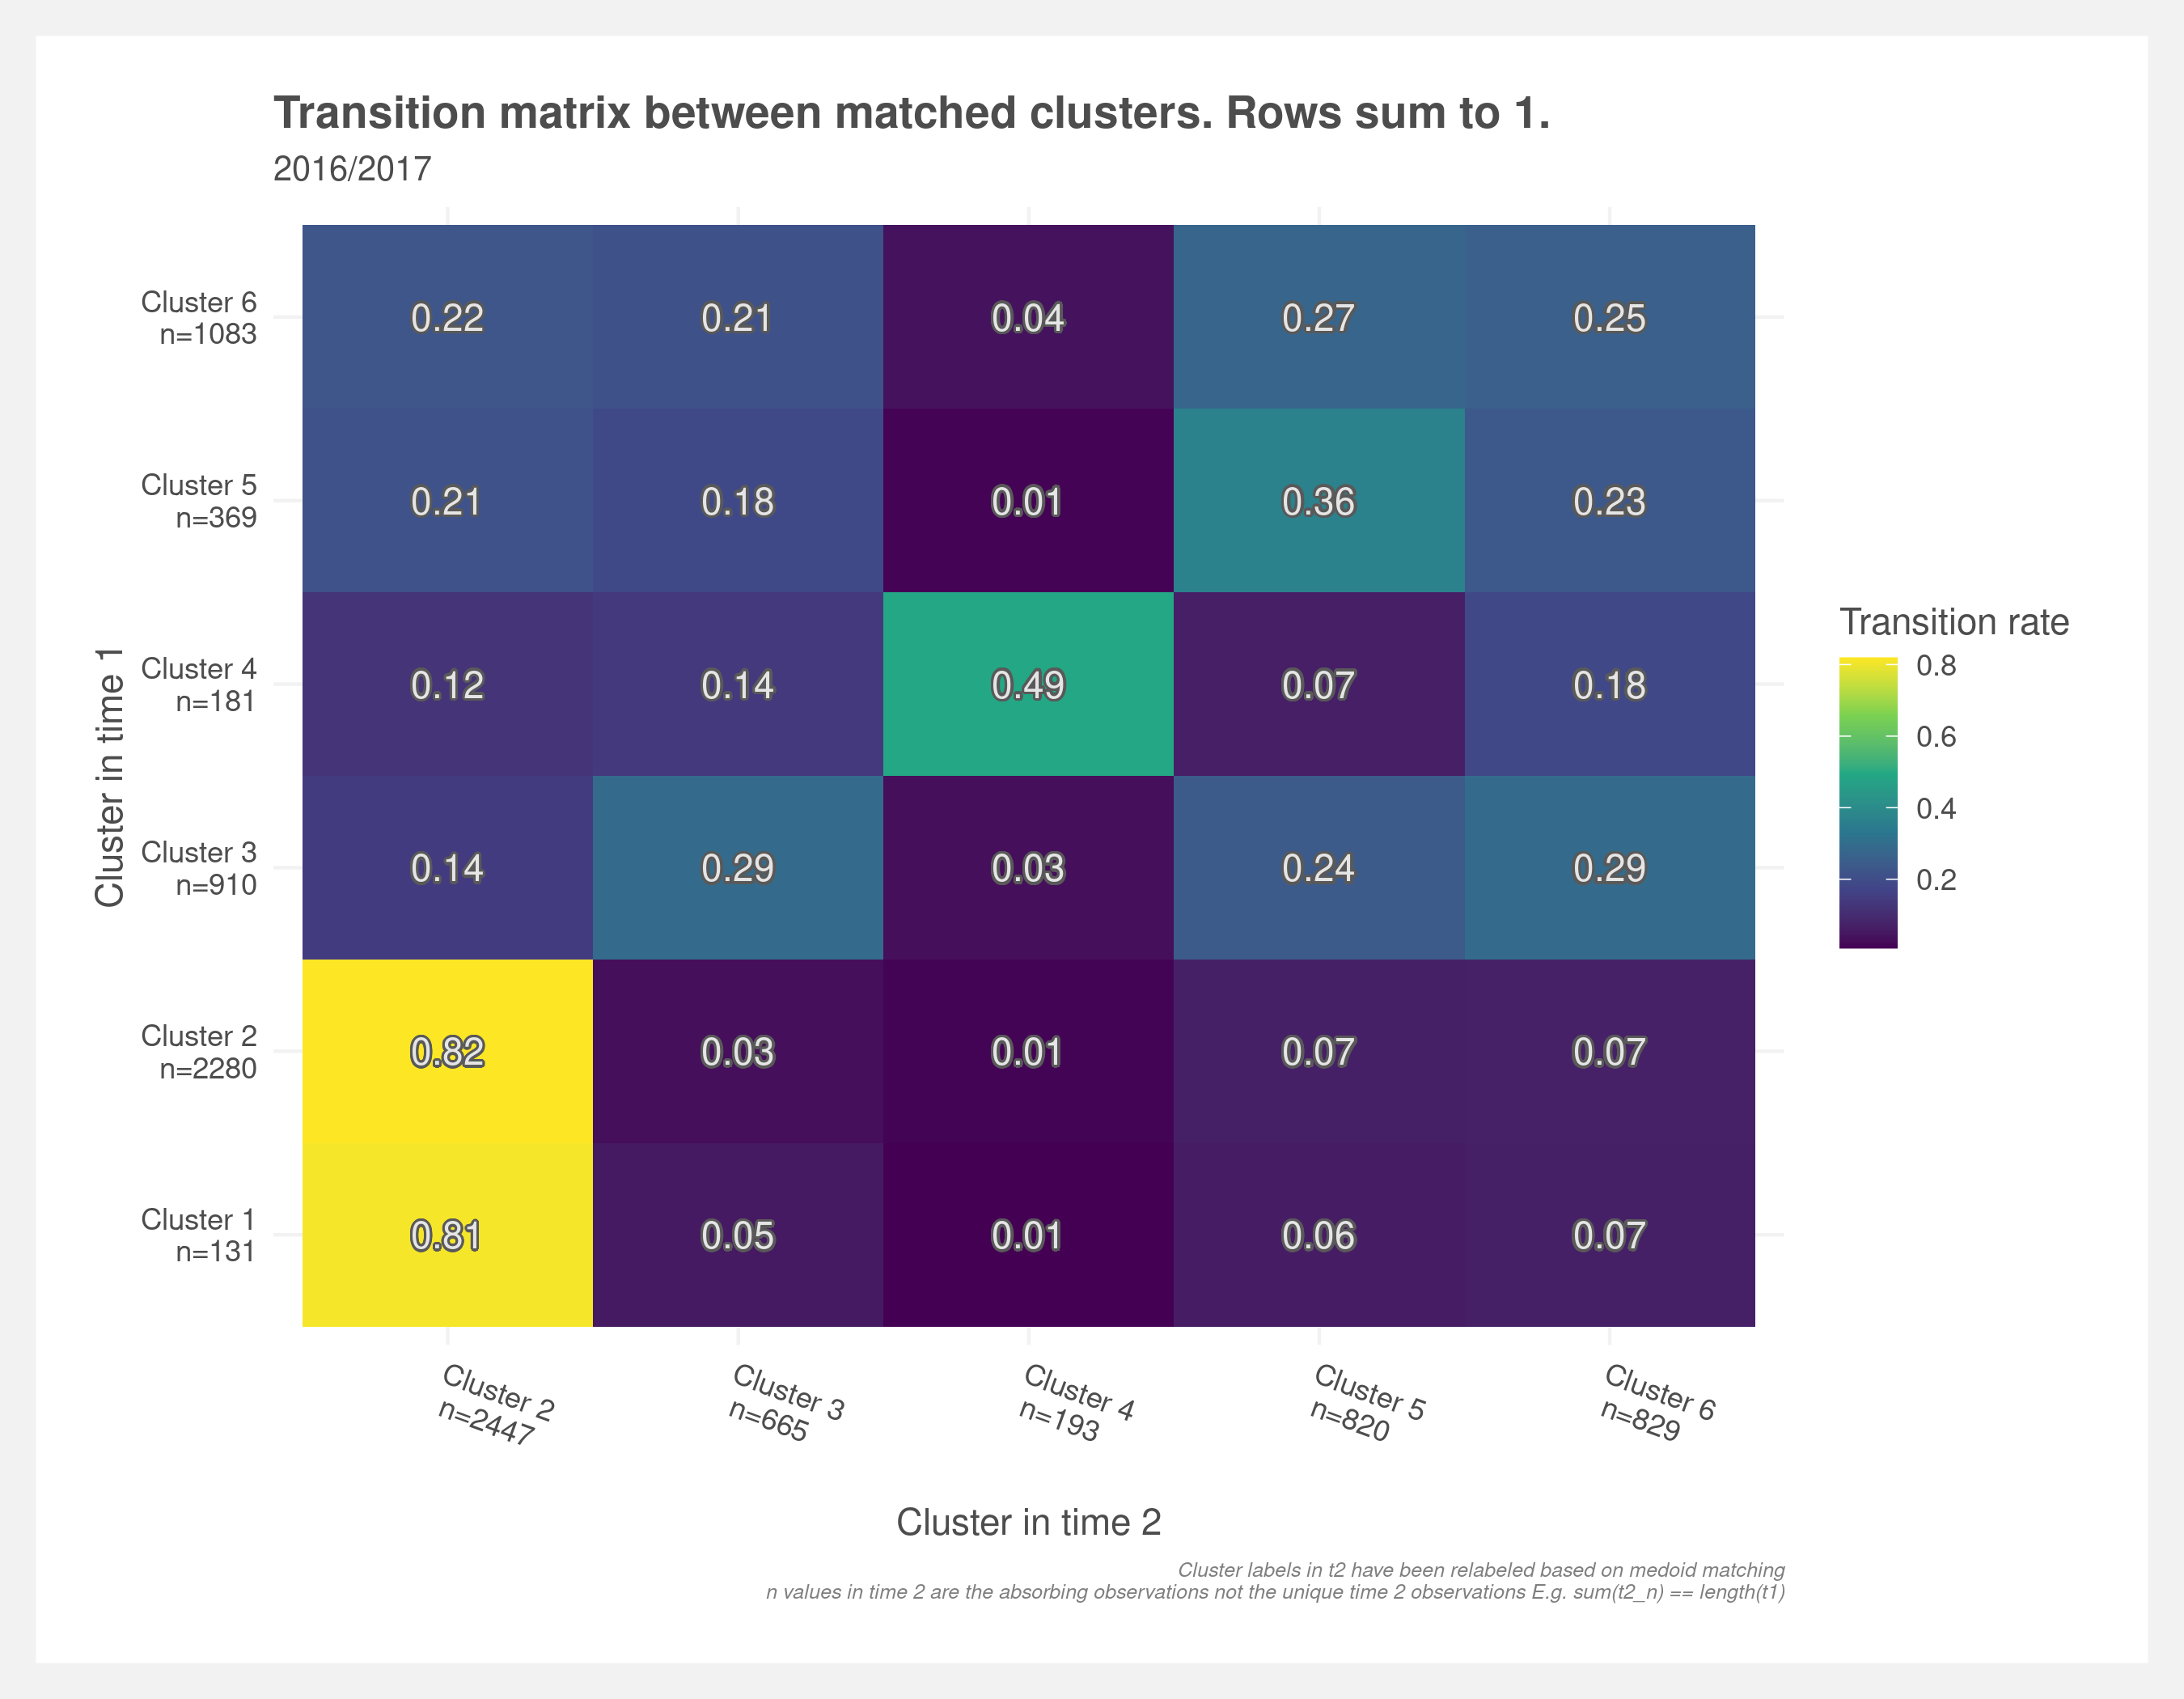 Transition matrix between matched clusters. Rows sum to 1.
2016/2017
Cluster in time 1
Cluster 6
n=1083
0.22 0.21 0.04 0.27 0.25
Cluster 5
n=369
0.21 0.18 0.01 0.36 0.23
Cluster 4
n=181
0.12 0.14 0.49 0.07 0.18
Cluster 3
n=910
0.14 0.29 0.03 0.24 0.29
Cluster 2
n=2280
0.82 0.03 0.01 0.07 0.07
Cluster 1
n=131
0.81 0.05 0.01 0.06 0.07
Cluster 2
n=2447
Cluster 3
n=665
Cluster 4
n=193
Cluster 5
n=820
Cluster 6
n=829
Cluster in time 2
Transition rate
0.8
0.6
0.4
0.2
Cluster labels in t2 have been relabeled based on medoid matching
n values in time 2 are the absorbing observations not the unique time 2 observations E.g. sum(t2_n) == length(t1)